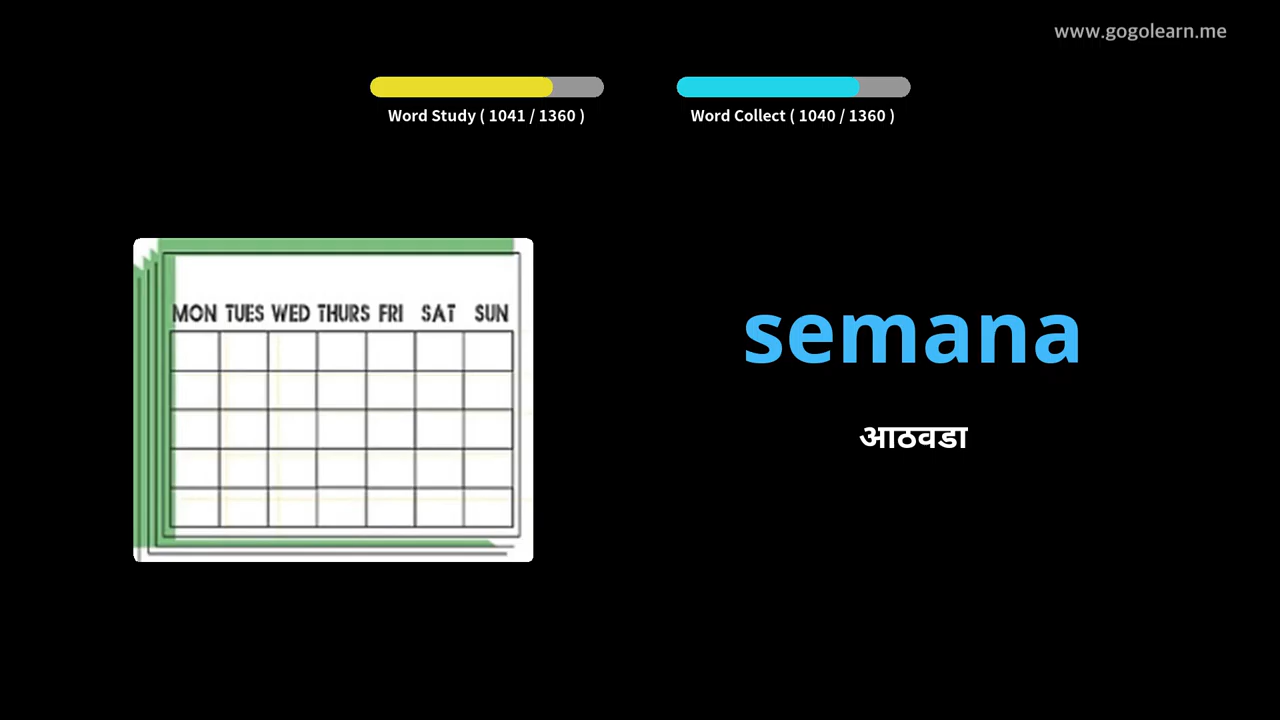 www.gogolearn.me
Word Study ( 1041 / 1360 )
Word Collect ( 1040 / 1360 )
MON TUES WED THURS FRI SAT SUN
semana
आठवडा